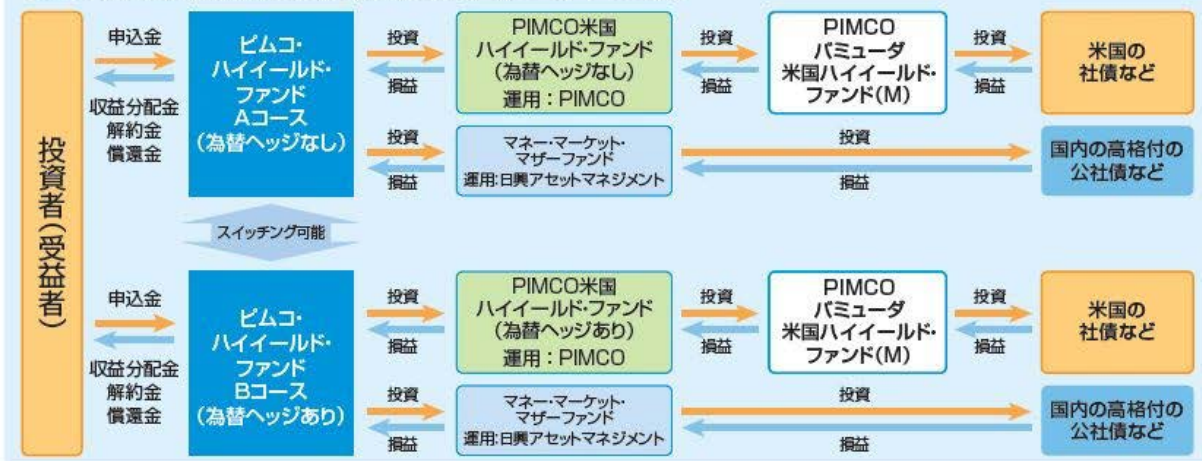 投資者(受益者)
申込金
収益分配金
解約金
償還金
ピムコ・
ハイイールド・
ファンド
Aコース
(為替ヘッジなし)
投資
損益
PIMCO米国
ハイイールド・ファンド
(為替ヘッジなし)
運用：PIMCO
投資
損益
PIMCO
バミューダ
米国ハイイールド・
ファンド(M)
投資
損益
米国の
社債など
投資
損益
マネー・マーケット・
マザーファンド
運用:日興アセットマネジメント
投資
損益
国内の高格付の
公社債など
スイッチング可能
申込金
収益分配金
解約金
償還金
ピムコ・
ハイイールド・
ファンド
Bコース
(為替ヘッジあり)
投資
損益
PIMCO米国
ハイイールド・ファンド
(為替ヘッジあり)
運用：PIMCO
投資
損益
PIMCO
バミューダ
米国ハイイールド・
ファンド(M)
投資
損益
米国の
社債など
投資
損益
マネー・マーケット・
マザーファンド
運用:日興アセットマネジメント
投資
損益
国内の高格付の
公社債など